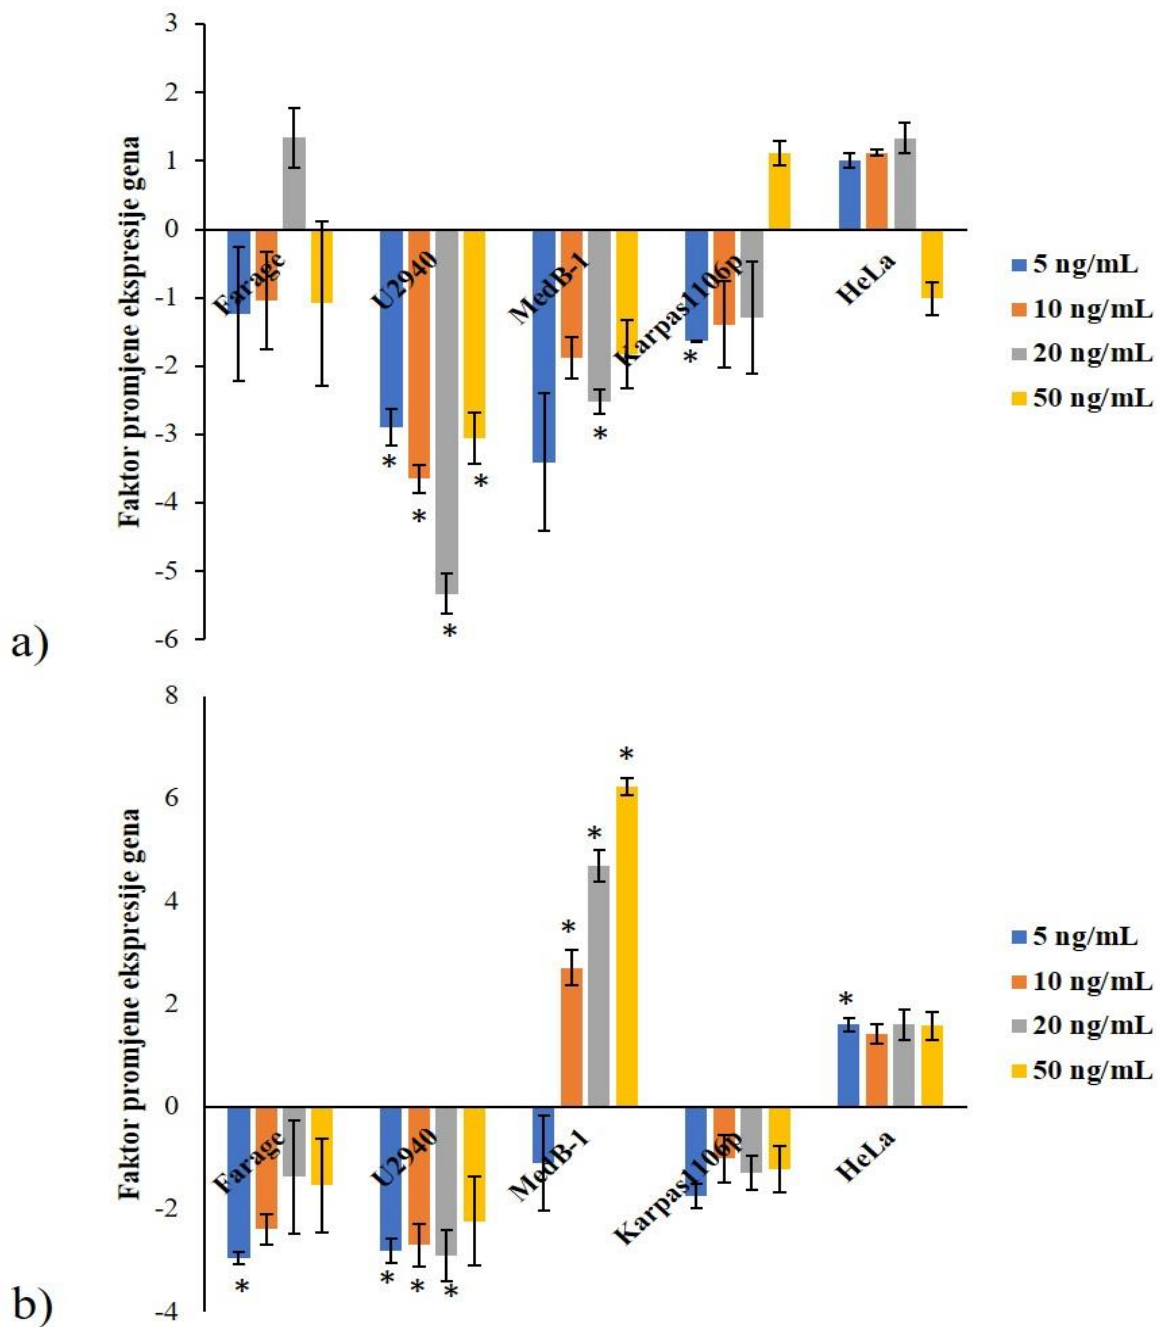 3
2
1
0
-1
-2
-3
-4
-5
-6
Faktor promjene ekspresije gena
Farage
U2940
MedB-1
Karpas1106p
HeLa
*
*
*
*
*
*
5 ng/mL
10 ng/mL
20 ng/mL
50 ng/mL
a)
8
6
4
2
0
-2
-4
Faktor promjene ekspresije gena
Farage
U2940
MedB-1
Karpas1106p
HeLa
*
*
*
*
*
*
*
*
5 ng/mL
10 ng/mL
20 ng/mL
50 ng/mL
b)